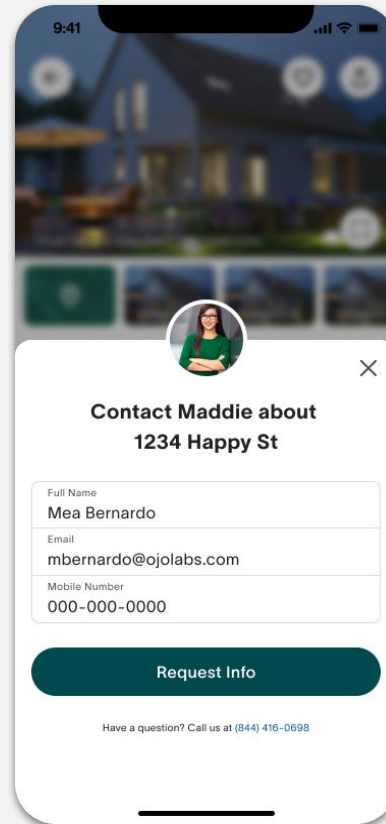 9:41
Contact Maddie about
1234 Happy St
Full Name
Mea Bernardo
Email
mbernardo@ojolabs.com
Mobile Number
000-000-0000
Request Info
Have a question? Call us at (844) 416-0698